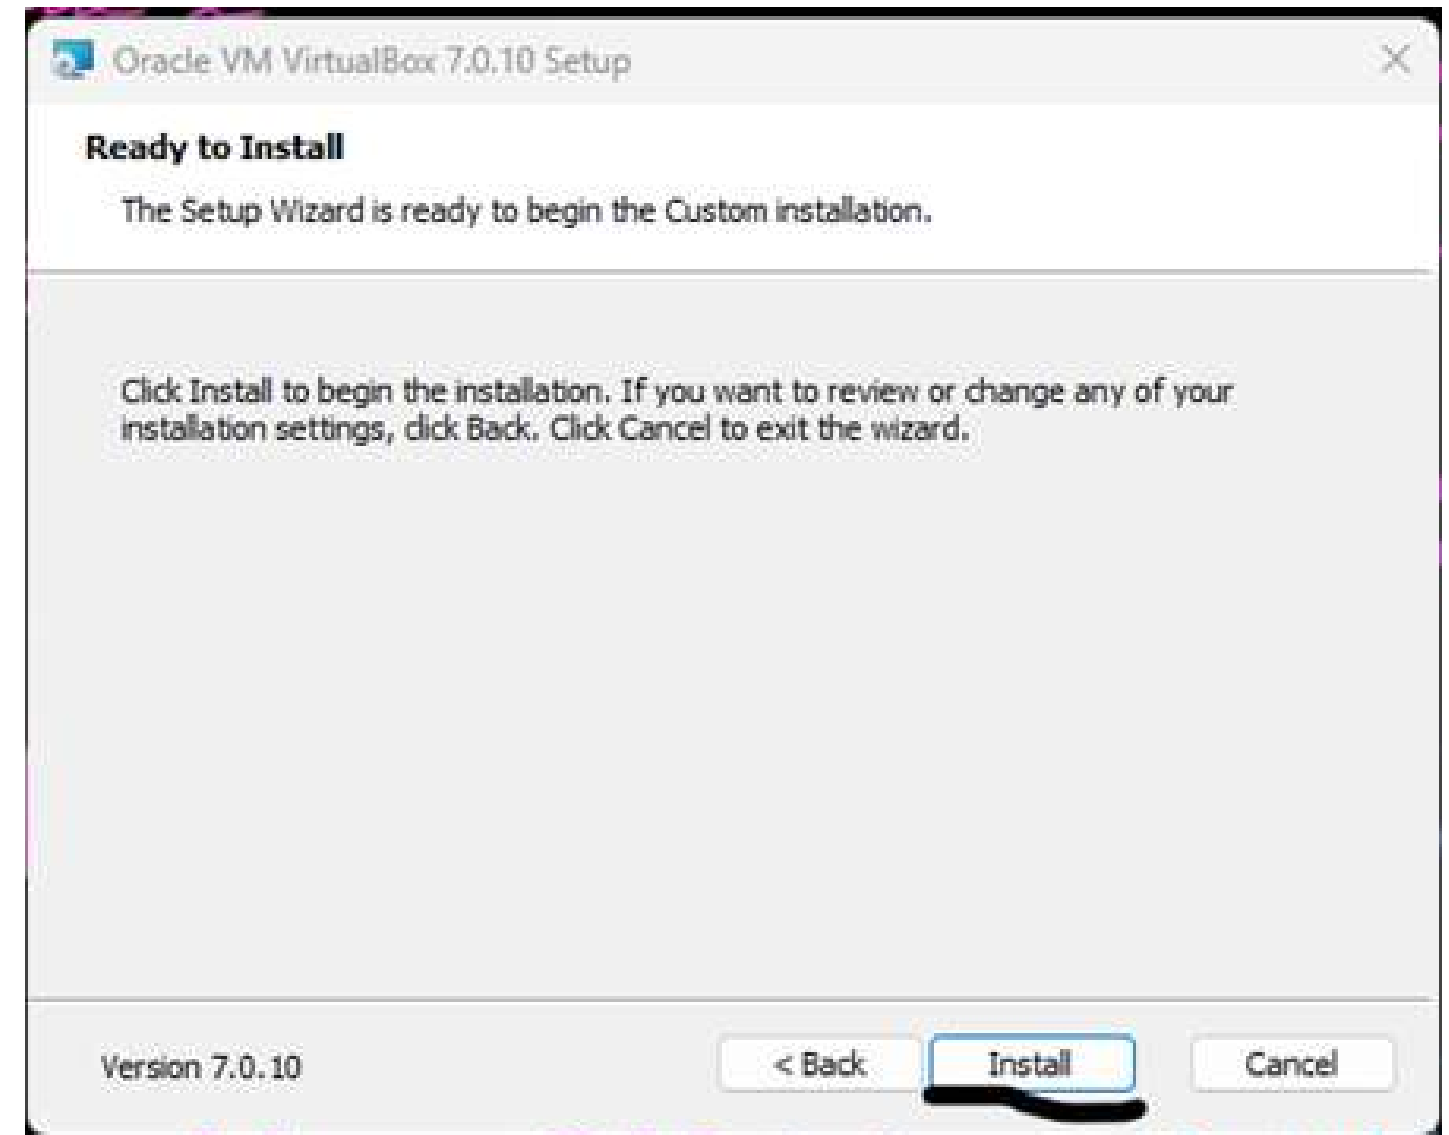 Oracle VM VirtualBox 7.0.10 Setup
Ready to Install
The Setup Wizard is ready to begin the Custom installation.
Click Install to begin the installation. If you want to review or change any of your
installation settings, click Back. Click Cancel to exit the wizard.
Version 7.0.10
< Back
Install
Cancel